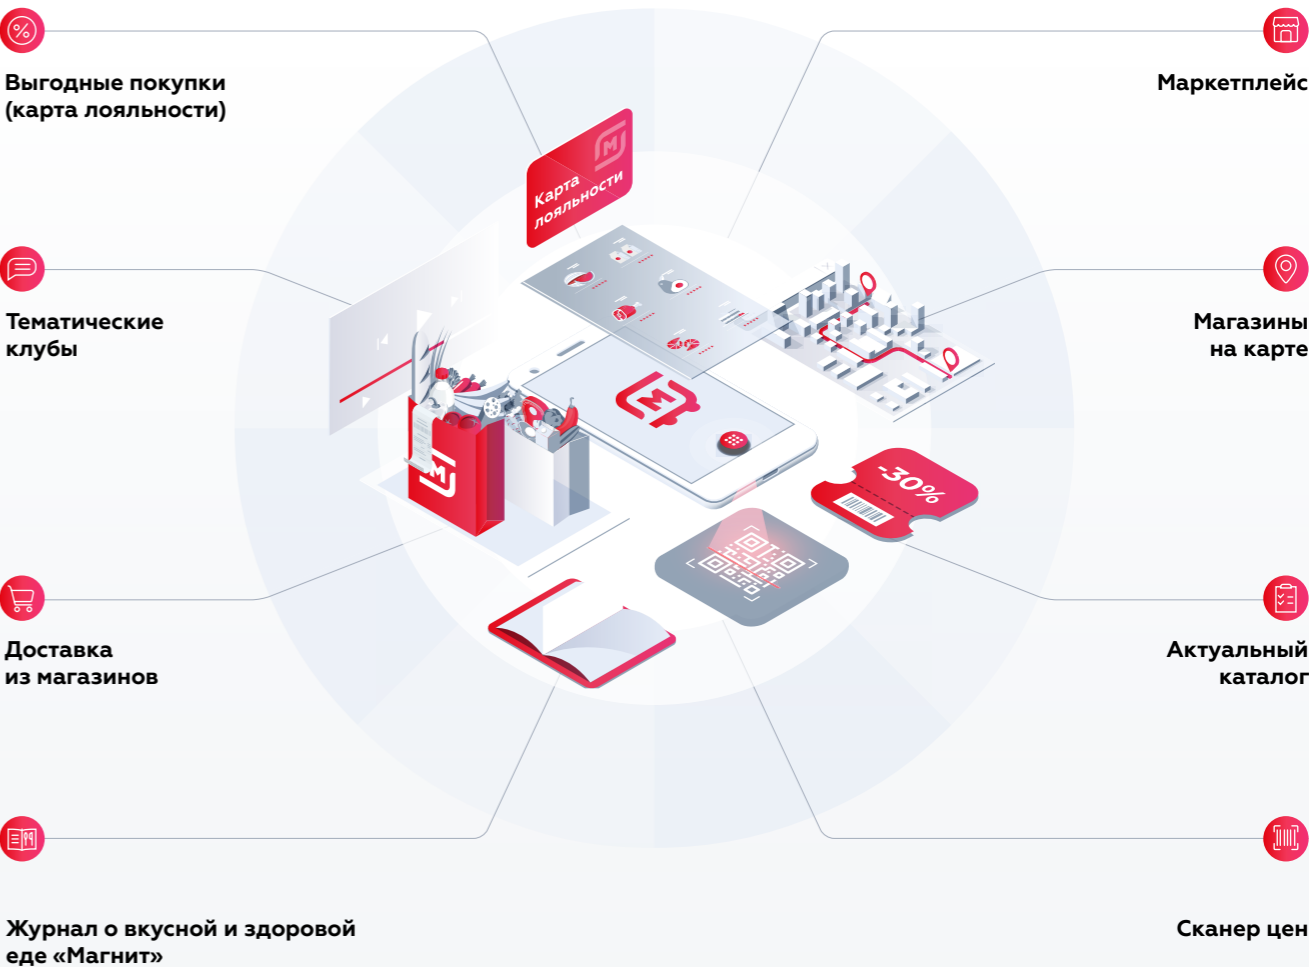 Выгодные покупки
(карта лояльности)
Маркетплейс
Карта
лояльности
М
Тематические
клубы
Магазины
на карте
М
М
-30%
Доставка
из магазинов
Актуальный
каталог
Журнал о вкусной и здоровой
еде «Магнит»
Сканер цен